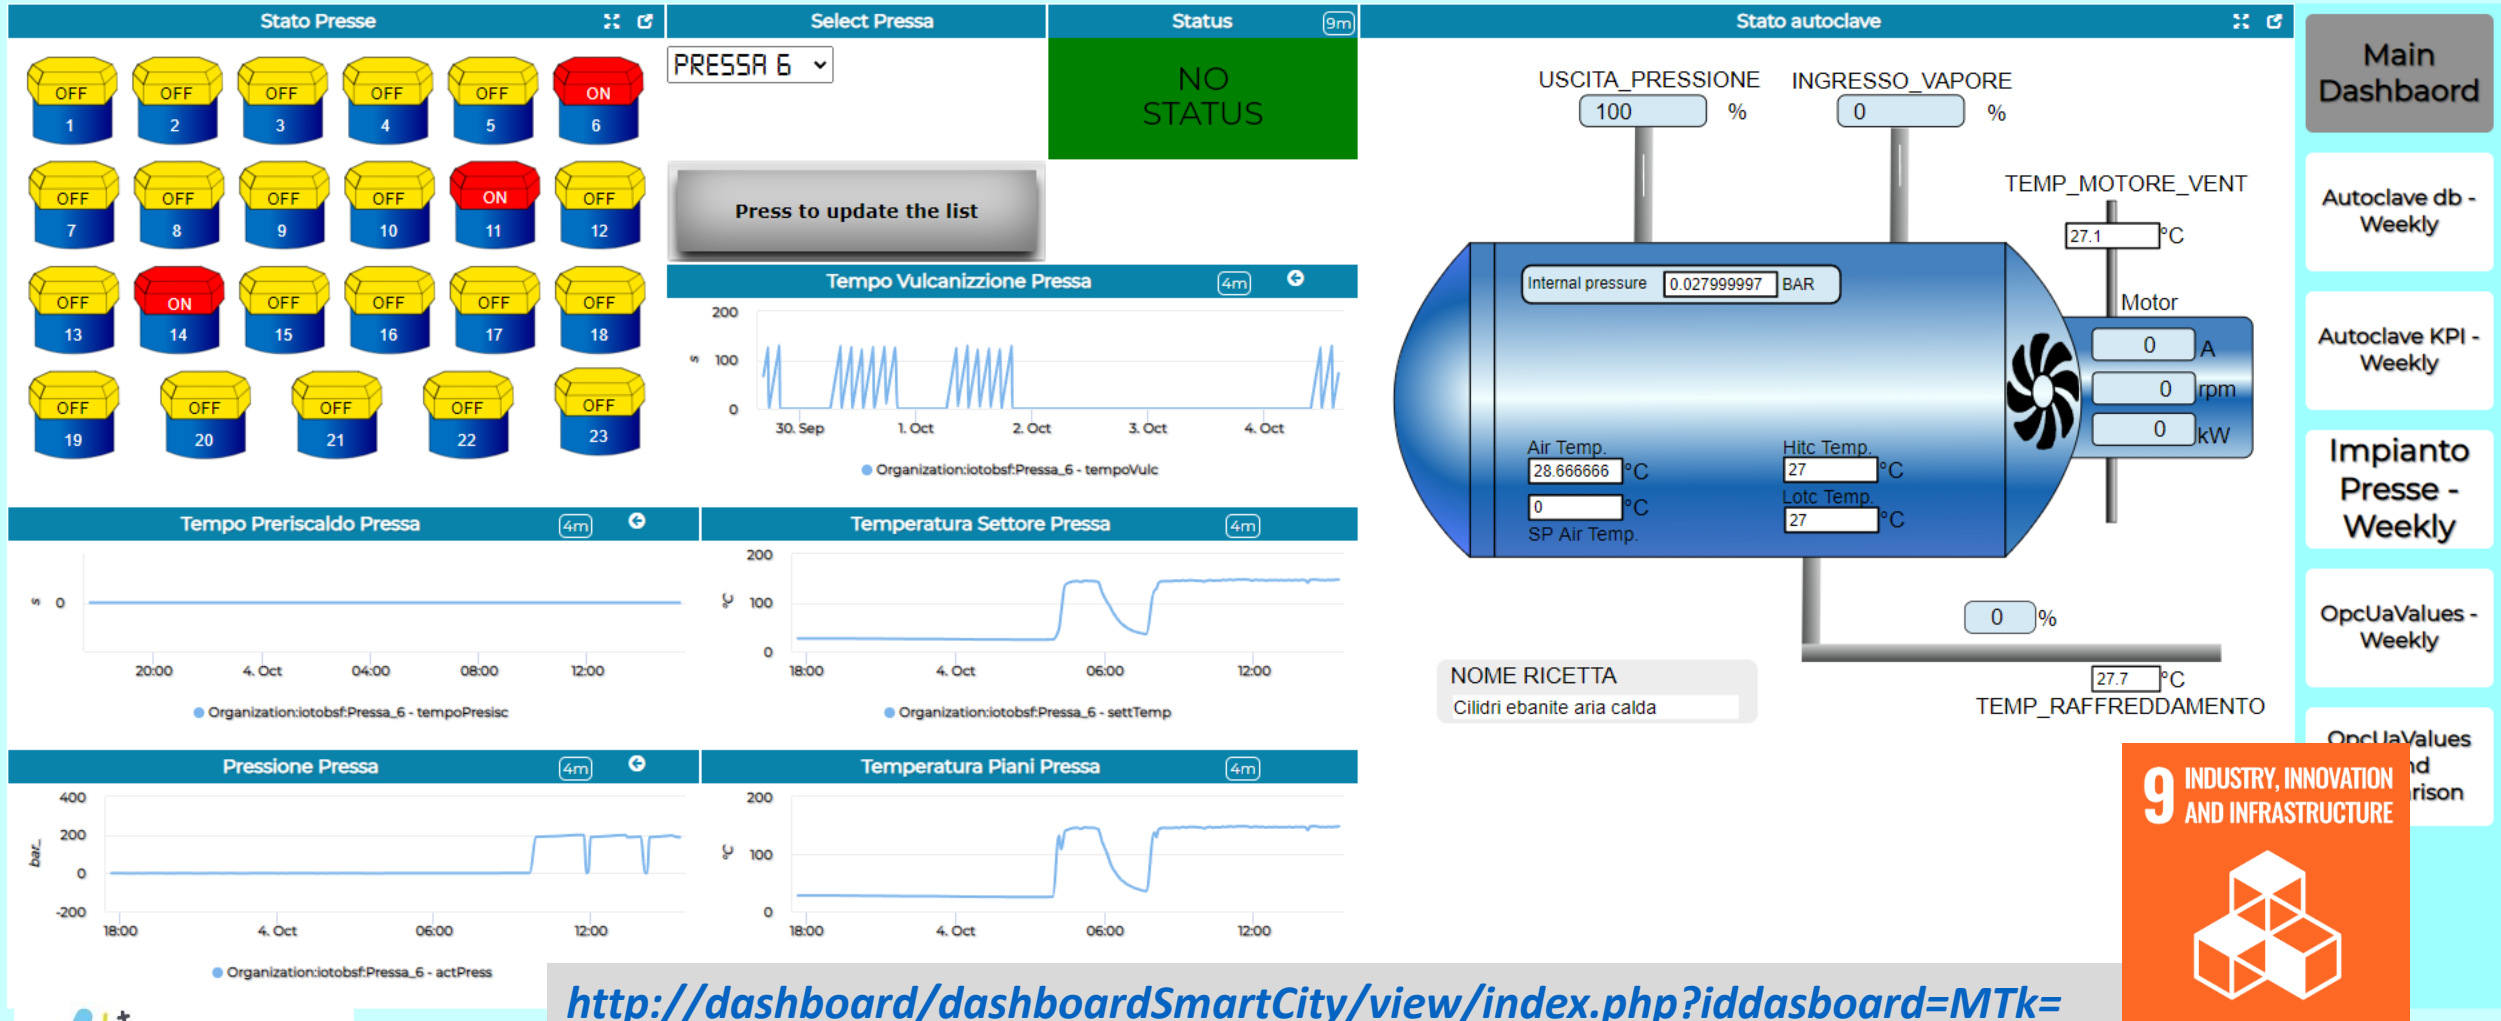 Stato Presse
OFF OFF OFF OFF OFF ON
1 2 3 4 5 6
OFF OFF OFF OFF ON OFF
7 8 9 10 11 12
OFF ON OFF OFF OFF OFF
13 14 15 16 17 18
OFF OFF OFF OFF OFF
19 20 21 22 23
Select Pressa
PRESSA 6
Press to update the list
Status 9m
NO
STATUS
Tempo Vulcanizzione Pressa 4m
200
100
0
s
30. Sep 1. Oct 2. Oct 3. Oct 4. Oct
Organization:iotobsf:Pressa_6 - tempoVulc
Tempo Preriscaldo Pressa 4m
s 0
20:00 4. Oct 04:00 08:00 12:00
Organization:iotobsf:Pressa_6 - tempoPresisc
Temperatura Settore Pressa 4m
200
100
0
°C
18:00 4. Oct 06:00 12:00
Organization:iotobsf:Pressa_6 - settTemp
Pressione Pressa 4m
400
200
0
-200
bar_
18:00 4. Oct 06:00 12:00
Organization:iotobsf:Pressa_6 - actPress
Temperatura Piani Pressa 4m
200
100
0
°C
18:00 4. Oct 06:00 12:00
Stato autoclave
USCITA_PRESSIONE
100 %
INGRESSO_VAPORE
0 %
TEMP_MOTORE_VENT
27.1 °C
Internal pressure 0.027999997 BAR
Motor
0 A
0 rpm
0 kW
Air Temp.
28.666666 °C
0 °C
SP Air Temp.
Hitc Temp.
27 °C
Lotc Temp.
27 °C
0 %
27.7 °C
TEMP_RAFFREDDAMENTO
NOME RICETTA
Cilidri ebanite aria calda
Main
Dashbaord
Autoclave db -
Weekly
Autoclave KPI -
Weekly
Impianto
Presse -
Weekly
OpcUaValues -
Weekly
OpcUaValues
9 INDUSTRY, INNOVATION
AND INFRASTRUCTURE
http://dashboard/dashboardSmartCity/view/index.php?iddasboard=MTk=